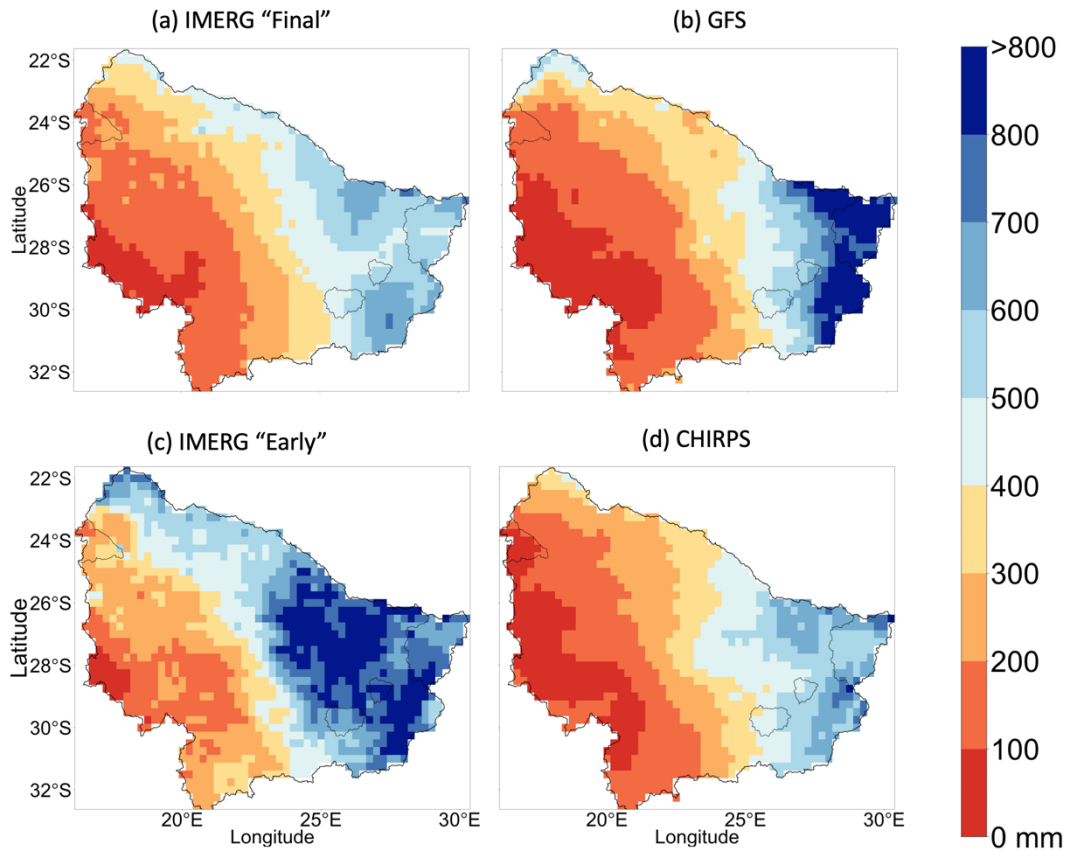 (a) IMERG “Final”
(b) GFS
22°S
24°S
26°S
28°S
30°S
32°S
Latitude
(c) IMERG “Early”
(d) CHIRPS
22°S
24°S
26°S
28°S
30°S
32°S
Latitude
20°E
25°E
30°E
Longitude
20°E
25°E
30°E
Longitude
>800
800
700
600
500
400
300
200
100
0 mm